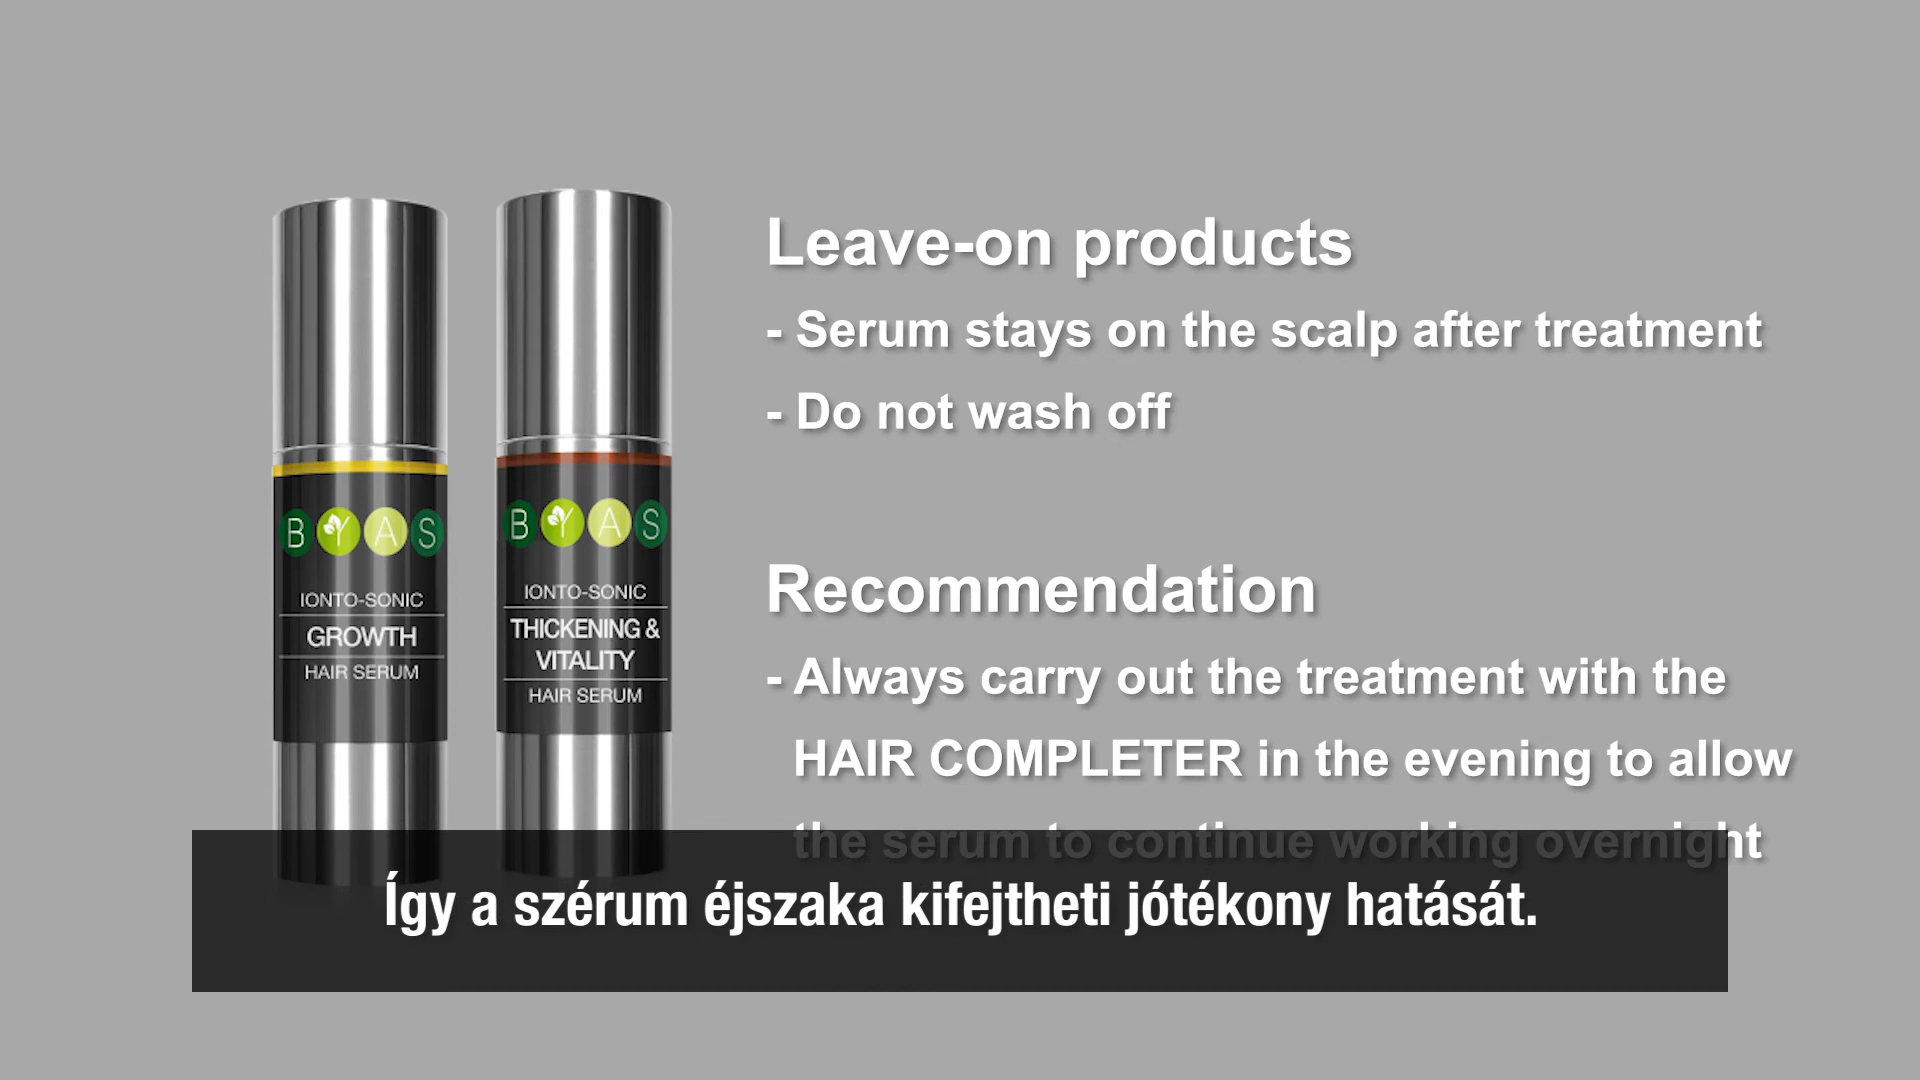 Leave-on products
- Serum stays on the scalp after treatment
- Do not wash off
Recommendation
- Always carry out the treatment with the
HAIR COMPLETER in the evening to allow
the serum to continue working overnight
BYAS
IONTO-SONIC
GROWTH
HAIR SERUM
BYAS
IONTO-SONIC
THICKENING &
VITALITY
HAIR SERUM
Így a szérum éjszaka kifejtheti jótékony hatását.